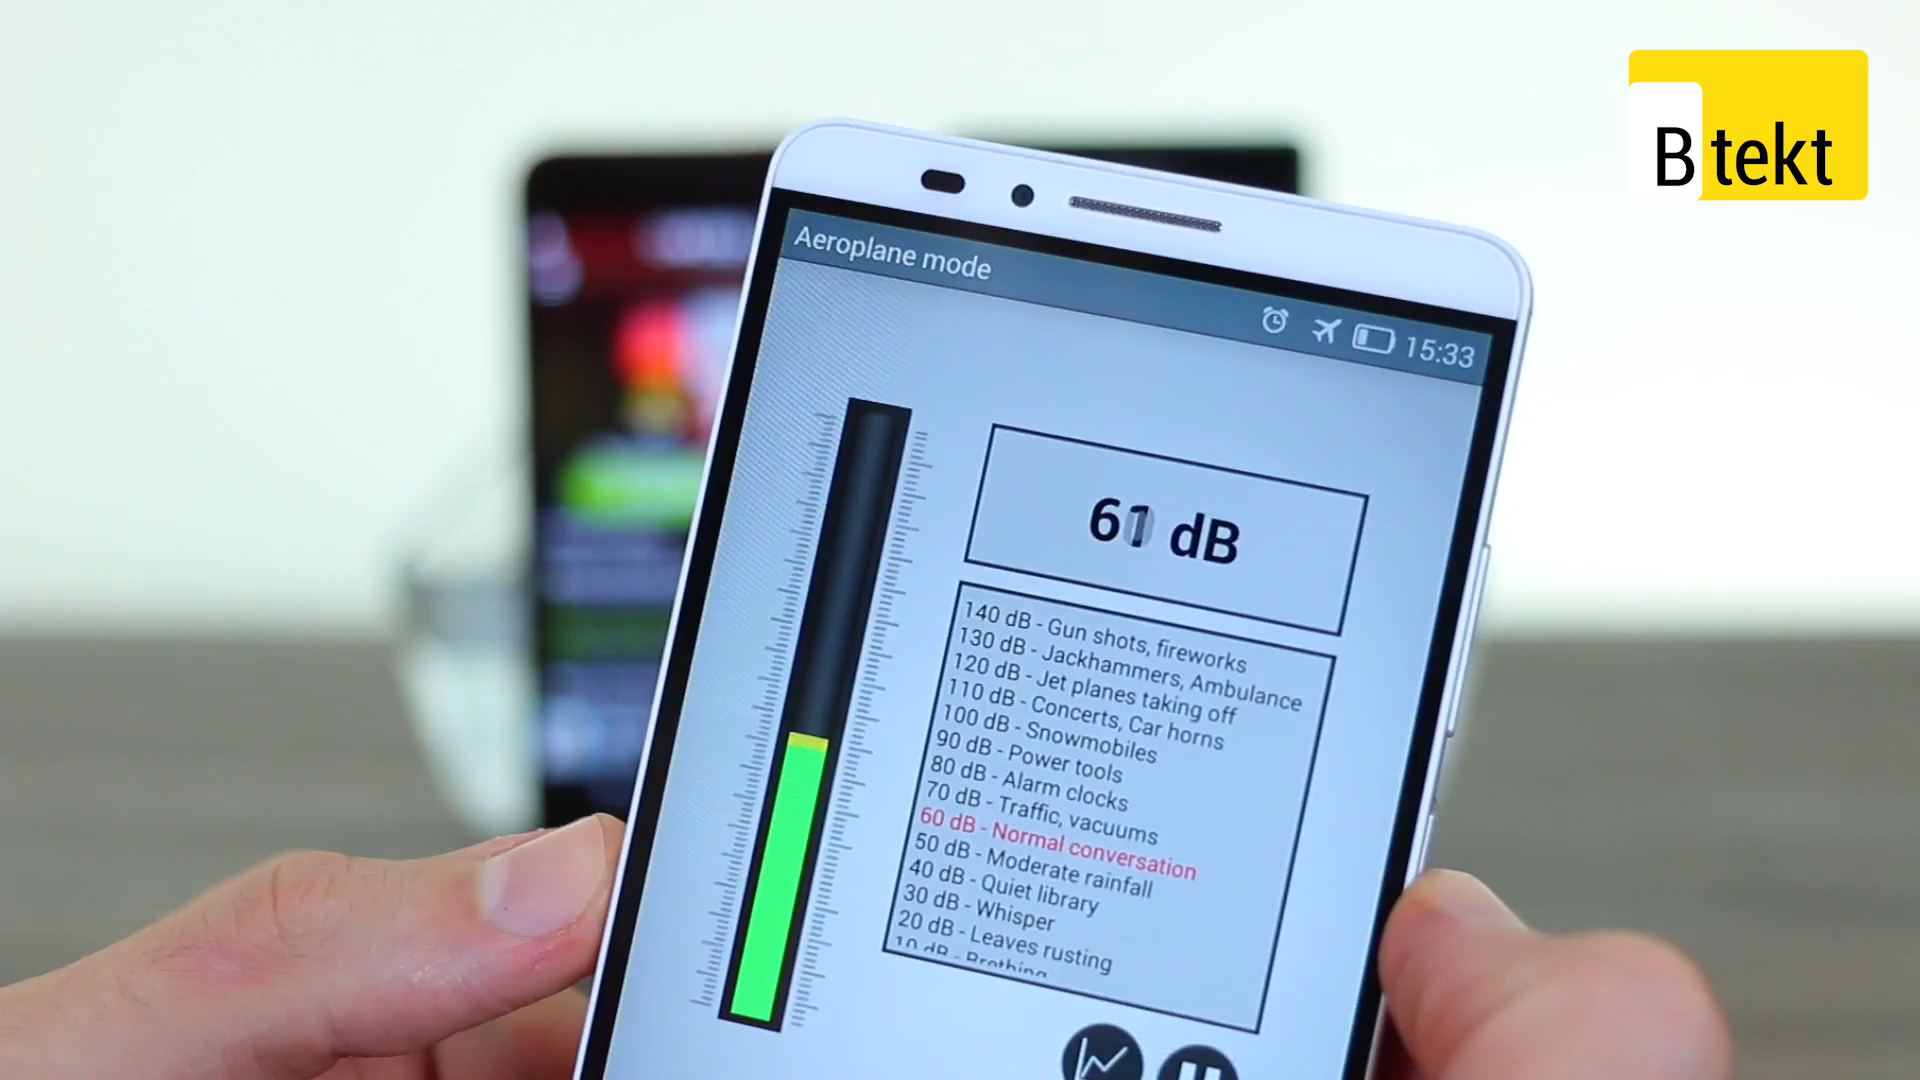 B tekt
Aeroplane mode
15:33
61 dB
140 dB - Gun shots, fireworks
130 dB - Jackhammers, Ambulance
120 dB - Jet planes taking off
110 dB - Concerts, Car horns
100 dB - Snowmobiles
90 dB - Power tools
80 dB - Alarm clocks
70 dB - Traffic, vacuums
60 dB - Normal conversation
50 dB - Moderate rainfall
40 dB - Quiet library
30 dB - Whisper
20 dB - Leaves rusting
10 dB - Brothing